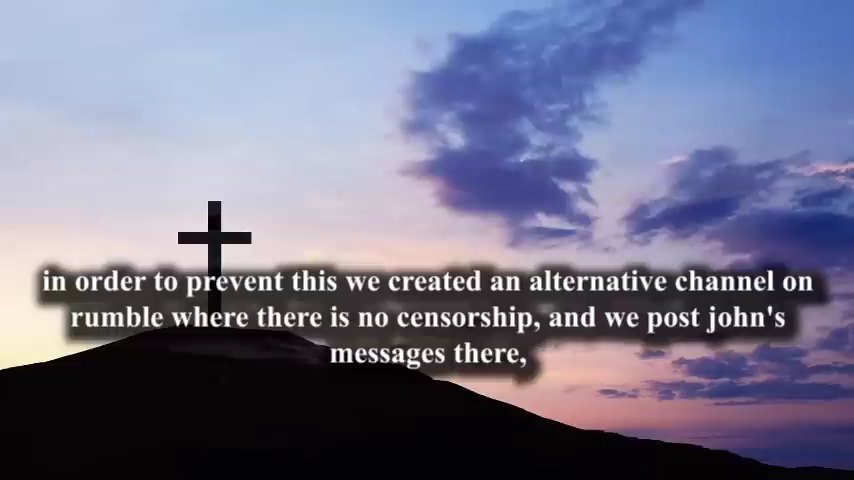 in order to prevent this we created an alternative channel on
rumble where there is no censorship, and we post john's
messages there,